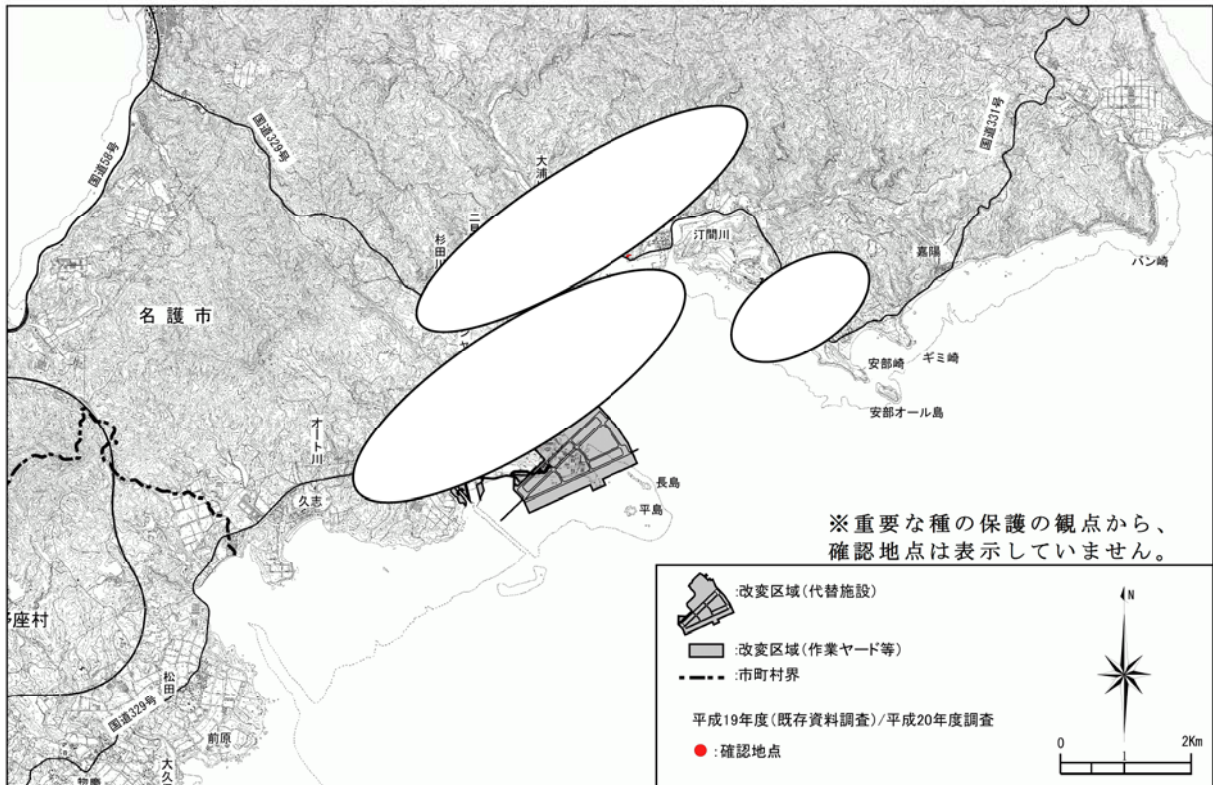 国道58号
国道329号
大浦
二見
杉田川
汀間川
国道331号
嘉陽
バン崎
名護市
安部崎
ギミ崎
安部オール島
オート川
久志
長島
平島
※重要な種の保護の観点から、
確認地点は表示していません。
座村
松田
国道329号
前原
:改変区域(代替施設)
:改変区域(作業ヤード等)
:市町村界
平成19年度(既存資料調査)/平成20年度調査
:確認地点
N
0 1 2Km